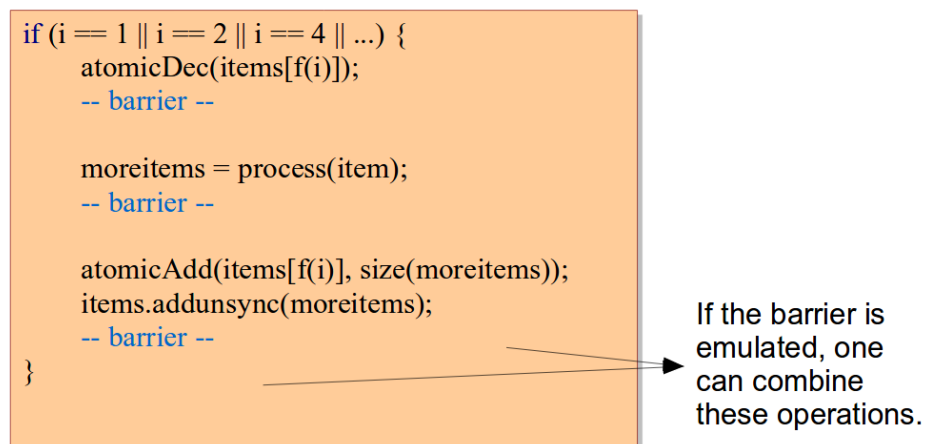 if (i == 1 || i == 2 || i == 4 || ...) {
atomicDec(items[f(i)]);
-- barrier --
moreitems = process(item);
-- barrier --
atomicAdd(items[f(i)], size(moreitems));
items.addunsync(moreitems);
-- barrier --
}
If the barrier is
emulated, one
can combine
these operations.